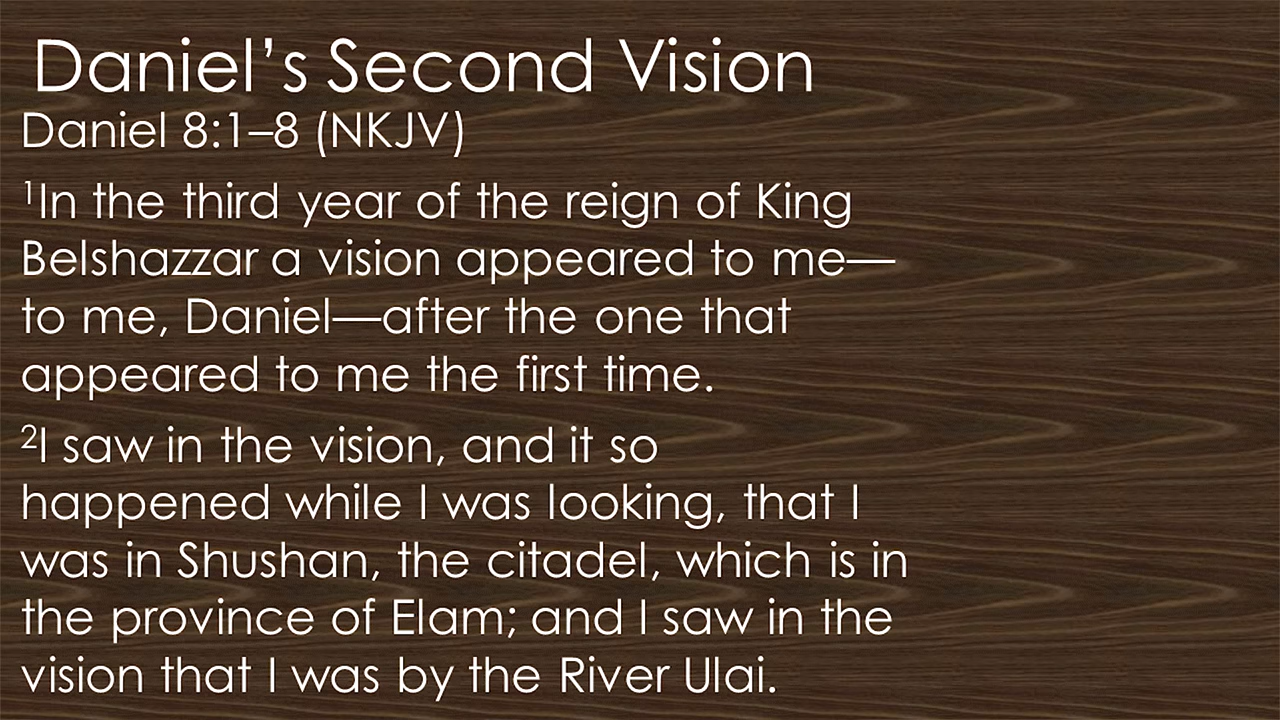 Daniel’s Second Vision
Daniel 8:1–8 (NKJV)
¹In the third year of the reign of King
Belshazzar a vision appeared to me—
to me, Daniel—after the one that
appeared to me the first time.
²I saw in the vision, and it so
happened while I was looking, that I
was in Shushan, the citadel, which is in
the province of Elam; and I saw in the
vision that I was by the River Ulai.